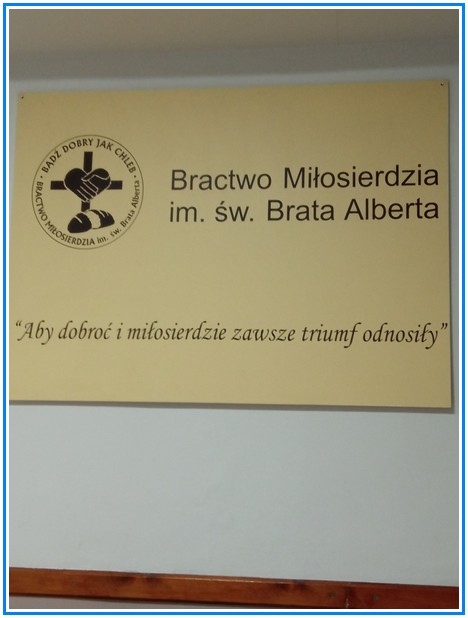 BĄDŹ DOBRY JAK CHLEB
BRACTWO MIŁOSIERDZIA im. św. Brata Alberta
Bractwo Miłosierdzia
im. św. Brata Alberta
“Aby dobroć i miłosierdzie zawsze triumf odnosiły”